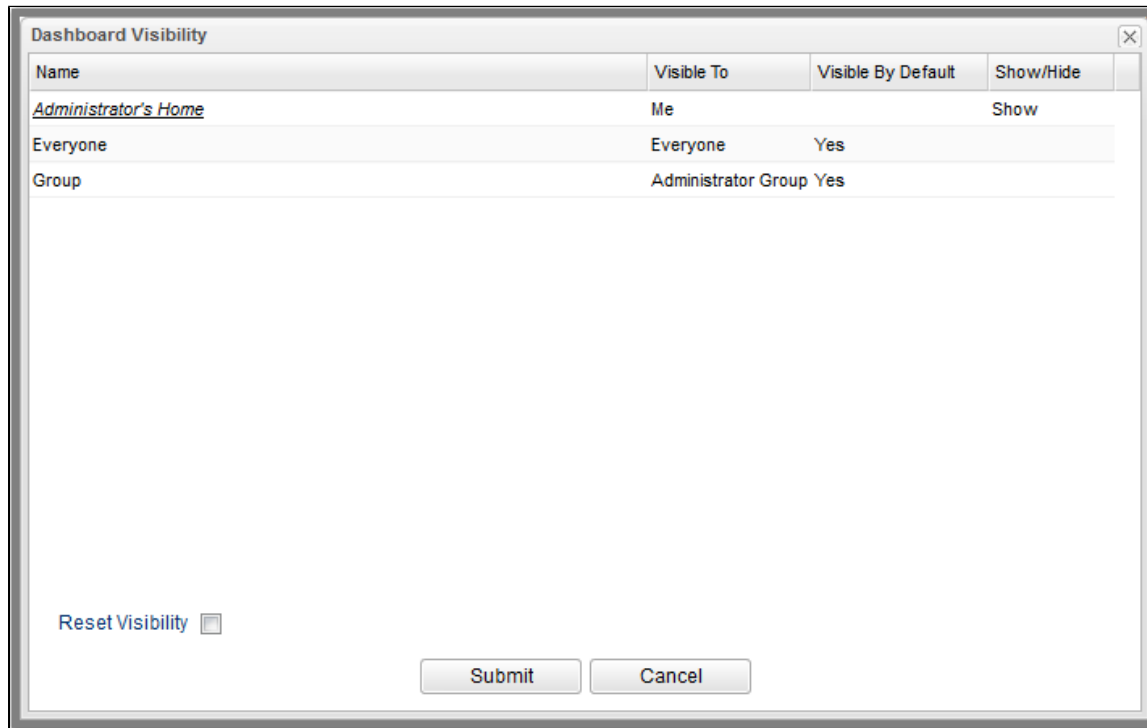 Dashboard Visibility
Name Visible To Visible By Default Show/Hide
Administrator's Home Me Show
Everyone Everyone Yes
Group Administrator Group Yes
Reset Visibility
Submit Cancel